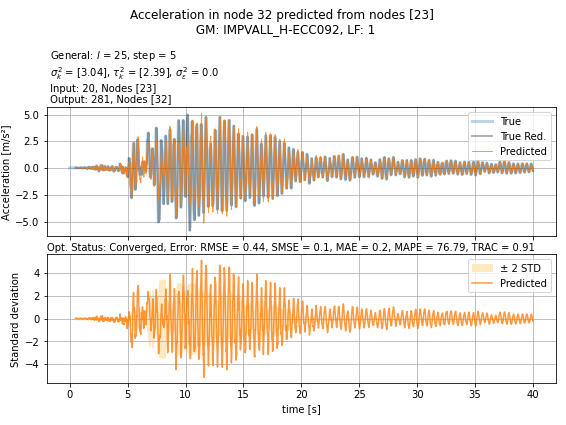 Acceleration in node 32 predicted from nodes [23]
GM: IMPVALL_H-ECC092, LF: 1
General: l = 25, step = 5
σ²ₖ = [3.04], τ²ₖ = [2.39], σ²ε = 0.0
Input: 20, Nodes [23]
Output: 281, Nodes [32]
Acceleration [m/s²]
5.0
2.5
0.0
−2.5
−5.0
True
True Red.
Predicted
Opt. Status: Converged, Error: RMSE = 0.44, SMSE = 0.1, MAE = 0.2, MAPE = 76.79, TRAC = 0.91
Standard deviation
4
2
0
−2
−4
± 2 STD
Predicted
0 5 10 15 20 25 30 35 40
time [s]